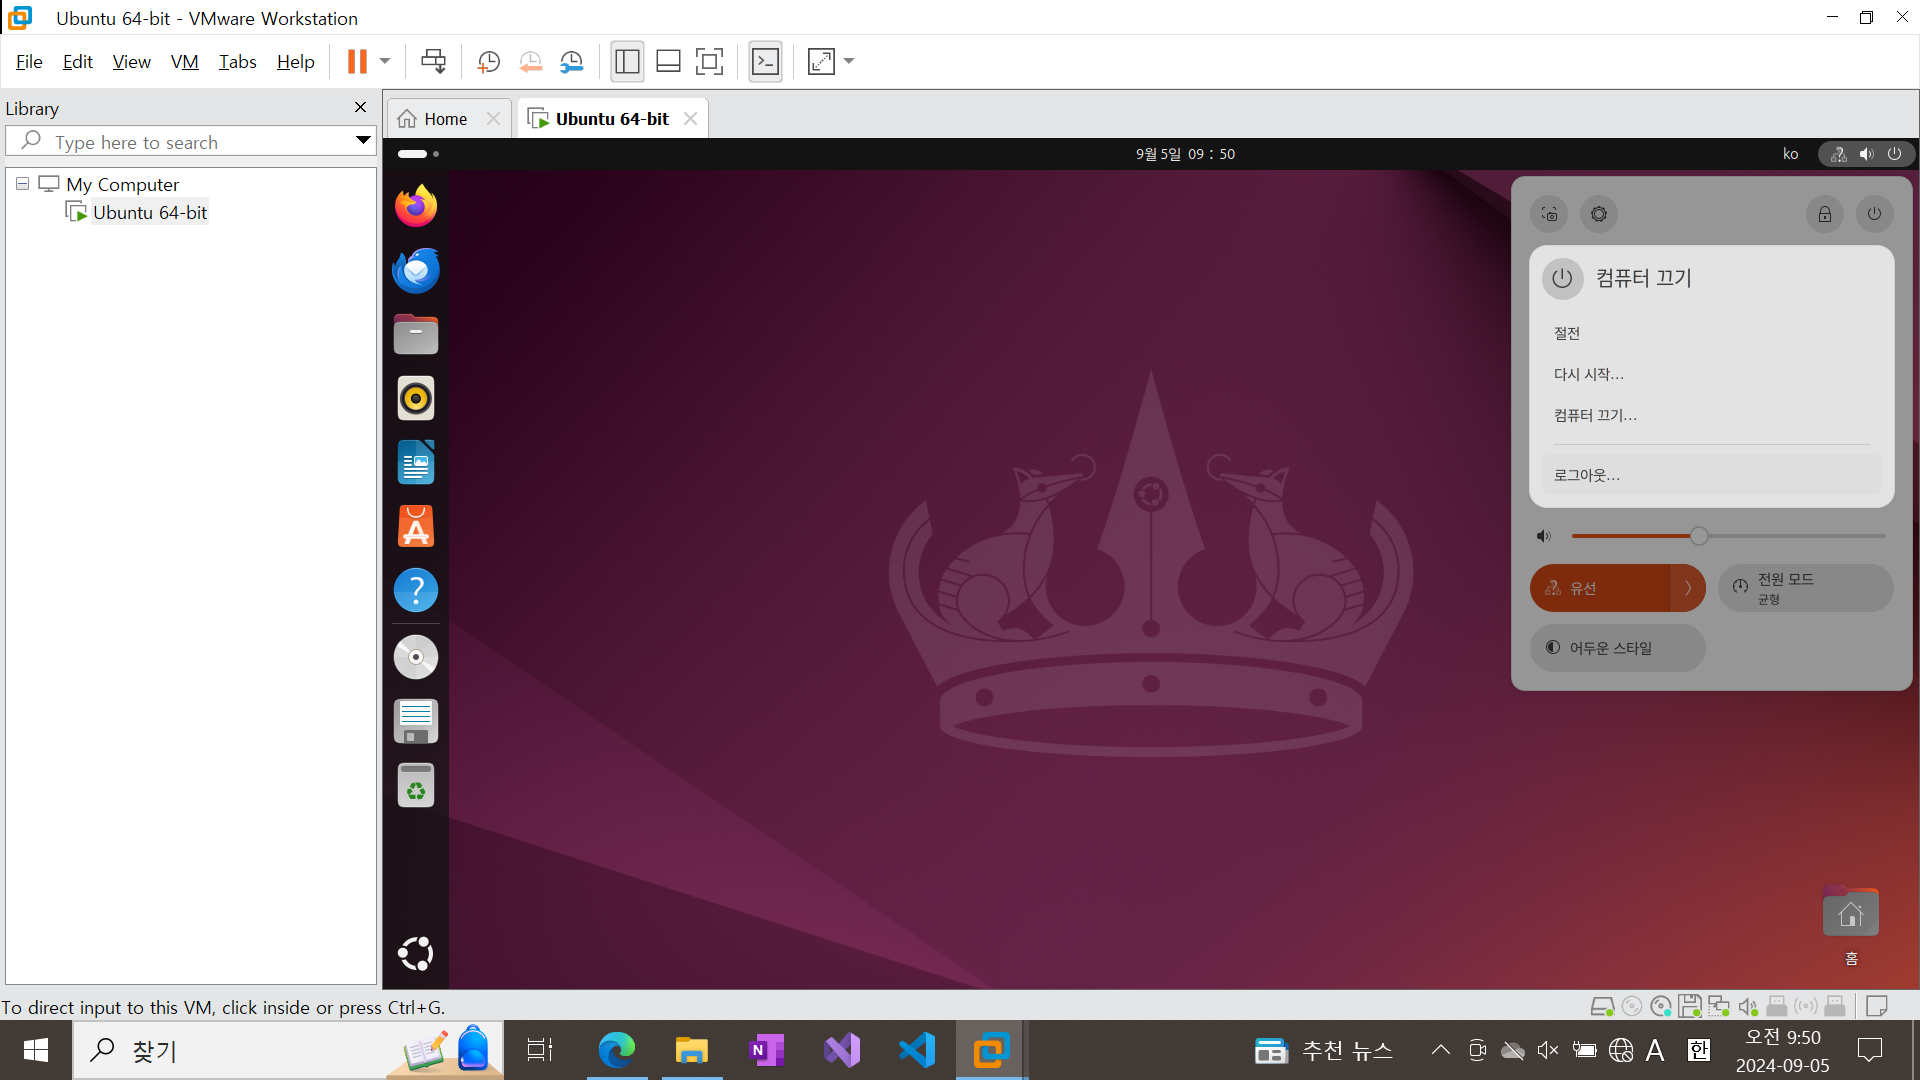 Ubuntu 64-bit - VMware Workstation
File Edit View VM Tabs Help
Library
Type here to search
My Computer
Ubuntu 64-bit
Home
Ubuntu 64-bit
9월 5일 09 : 50
ko
컴퓨터 끄기
절전
다시 시작...
컴퓨터 끄기...
로그아웃...
유선
전원 모드
균형
어두운 스타일
홈
To direct input to this VM, click inside or press Ctrl+G.
찾기
추천 뉴스
A
한
오전 9:50
2024-09-05